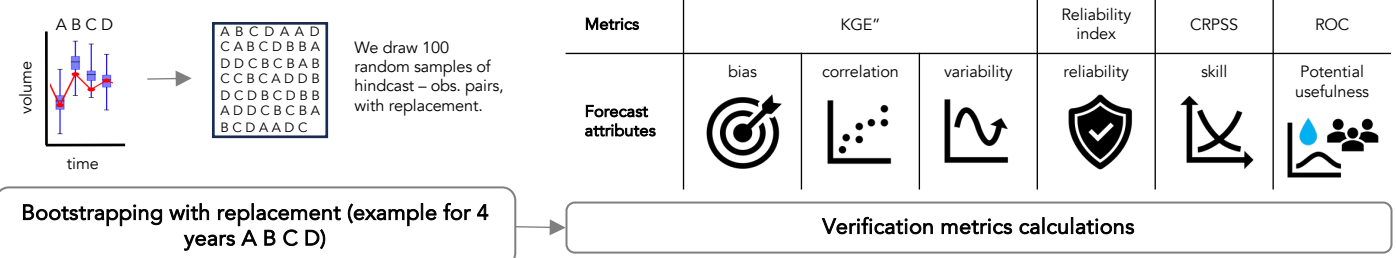 A B C D
volume
time
A B C D A A D
C A B C D B B A
D D C B C B A B
C C B C A D D B
D C D B C D B B
A D D C B C B A
B C D A A D C
We draw 100
random samples of
hindcast – obs. pairs,
with replacement.
Bootstrapping with replacement (example for 4
years A B C D)
Metrics
KGE”
Reliability
index
CRPSS
ROC
Forecast
attributes
bias
correlation
variability
reliability
skill
Potential
usefulness
Verification metrics calculations